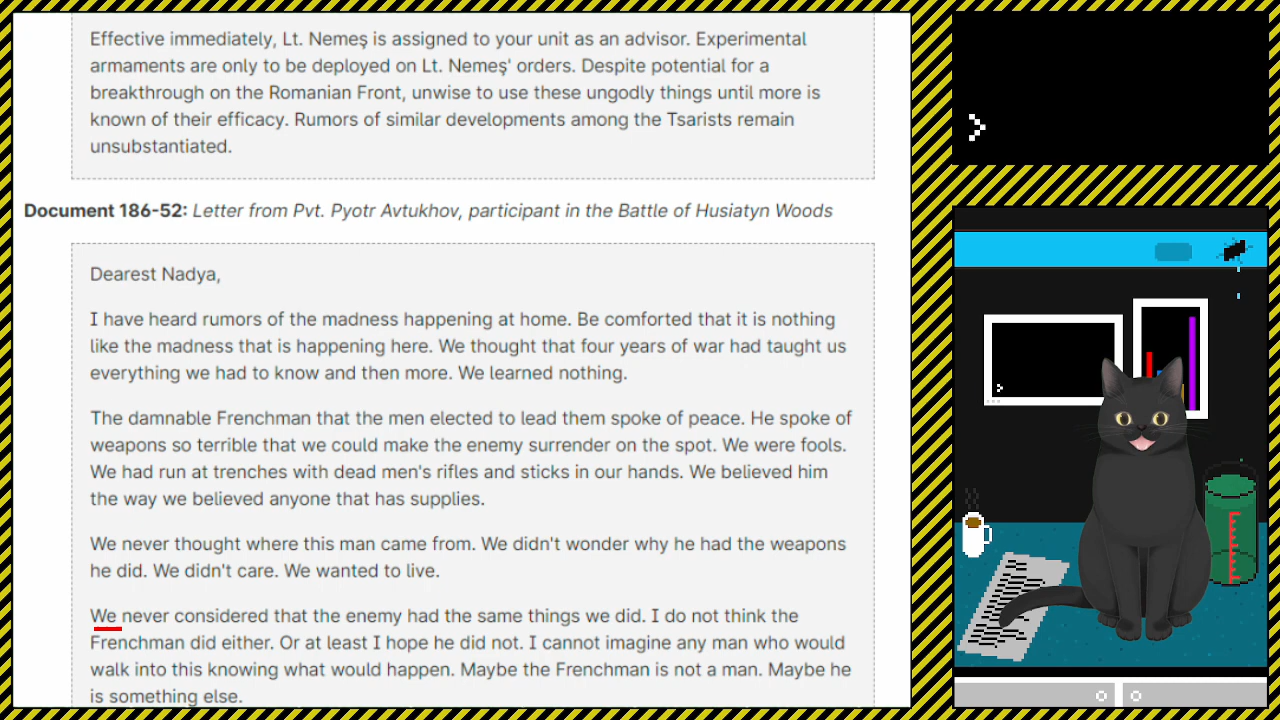 Effective immediately, Lt. Nemeş is assigned to your unit as an advisor. Experimental
armaments are only to be deployed on Lt. Nemeş' orders. Despite potential for a
breakthrough on the Romanian Front, unwise to use these ungodly things until more is
known of their efficacy. Rumors of similar developments among the Tsarists remain
unsubstantiated.
Document 186-52: Letter from Pvt. Pyotr Avtukhov, participant in the Battle of Husiatyn Woods
Dearest Nadya,
I have heard rumors of the madness happening at home. Be comforted that it is nothing
like the madness that is happening here. We thought that four years of war had taught us
everything we had to know and then more. We learned nothing.
The damnable Frenchman that the men elected to lead them spoke of peace. He spoke of
weapons so terrible that we could make the enemy surrender on the spot. We were fools.
We had run at trenches with dead men's rifles and sticks in our hands. We believed him
the way we believed anyone that has supplies.
We never thought where this man came from. We didn't wonder why he had the weapons
he did. We didn't care. We wanted to live.
We never considered that the enemy had the same things we did. I do not think the
Frenchman did either. Or at least I hope he did not. I cannot imagine any man who would
walk into this knowing what would happen. Maybe the Frenchman is not a man. Maybe he
is something else.